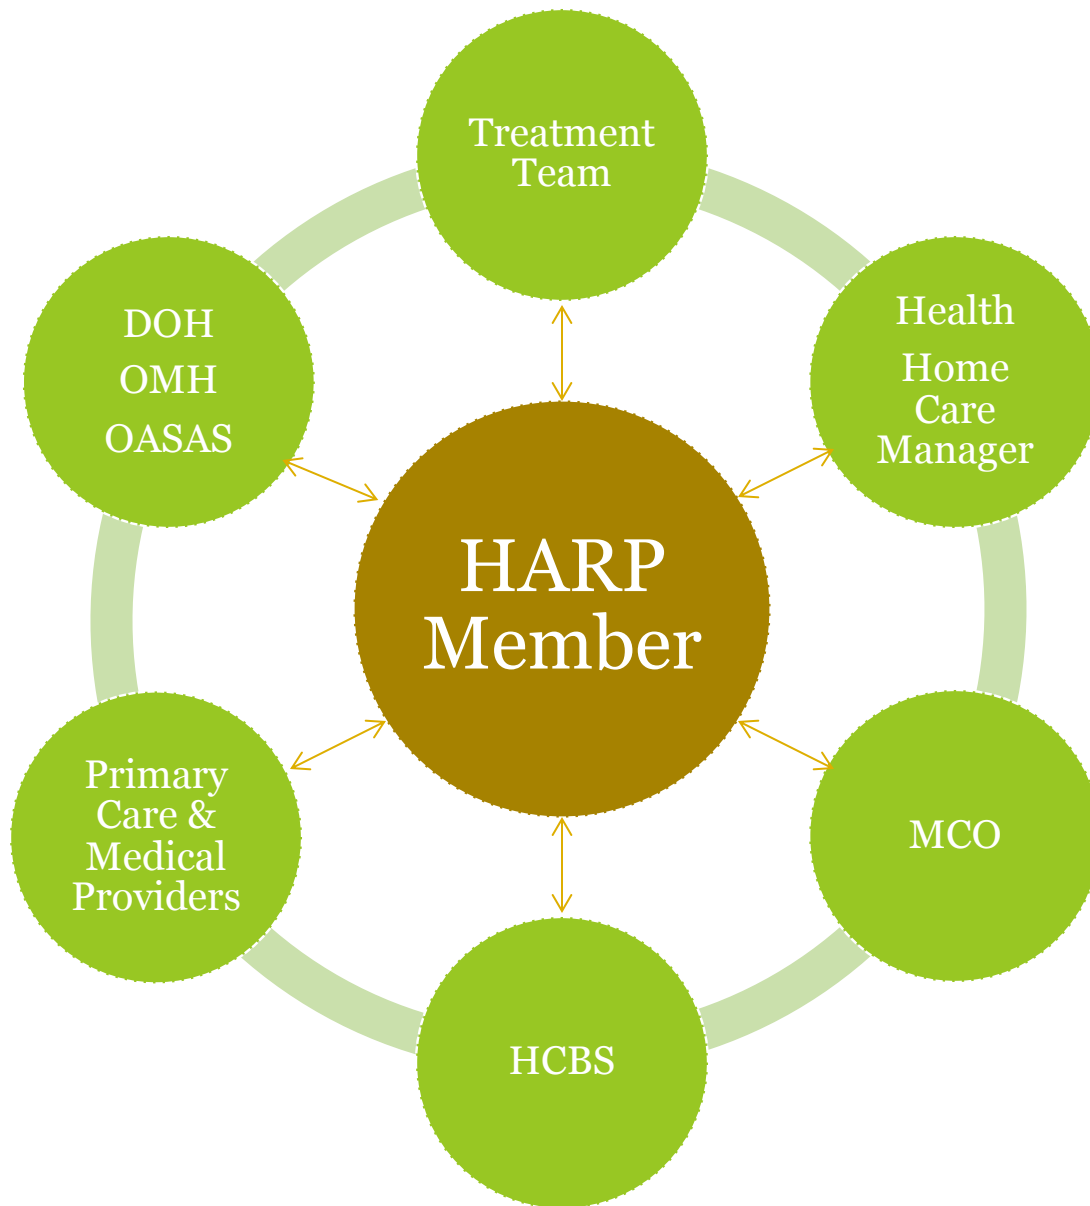 Treatment
Team
Health
Home
Care
Manager
MCO
HCBS
Primary
Care &
Medical
Providers
DOH
OMH
OASAS
HARP
Member